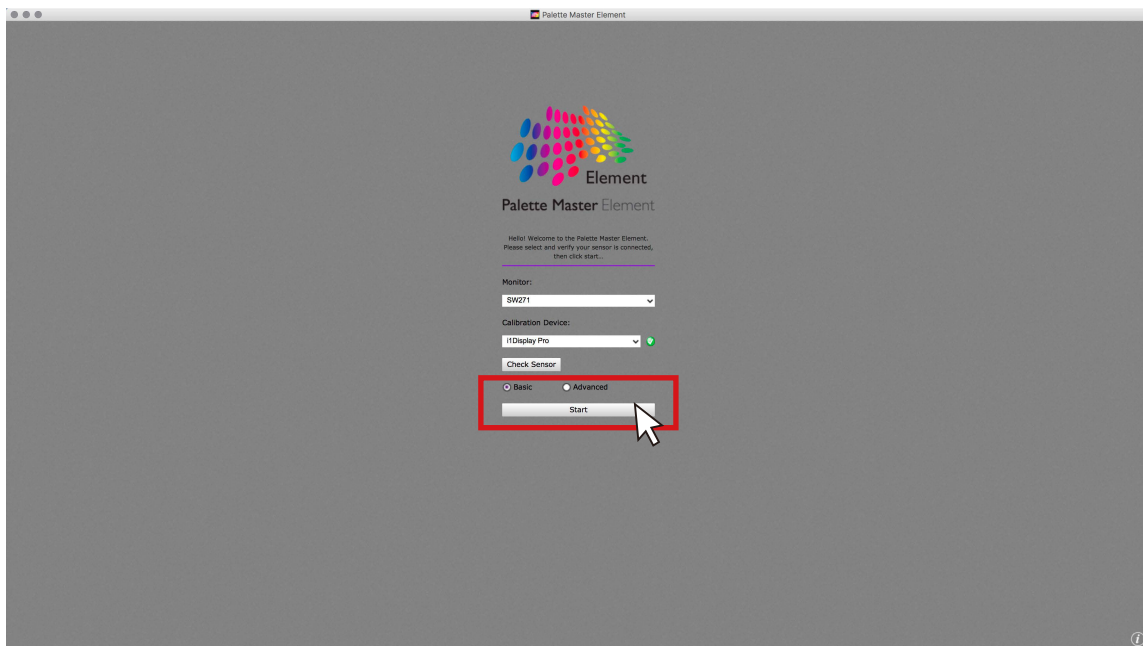 Palette Master Element
Element
Palette Master Element
Hello! Welcome to the Palette Master Element.
Please select and verify your sensor is connected,
then click start...
Monitor:
SW271
Calibration Device:
i1Display Pro
Check Sensor
Basic Advanced
Start
i